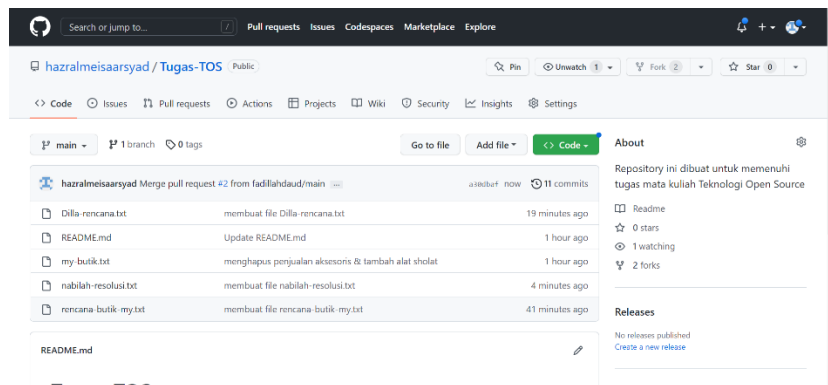 Search or jump to... / Pull requests Issues Codespaces Marketplace Explore
hazralmeisaarsyad / Tugas-TOS Public
Pin Unwatch 1 Fork 2 Star 0
<> Code Issues Pull requests Actions Projects Wiki Security Insights Settings
main 1 branch 0 tags Go to file Add file Code
hazralmeisaarsyad Merge pull request #2 from fadillahdaud/main ... now 11 commits
Dilla-rencana.txt membuat file Dilla-rencana.txt 19 minutes ago
README.md Update README.md 1 hour ago
my-butik.txt menghapus penjualan aksesoris & tambah alat sholat 1 hour ago
nabilah-resolusi.txt membuat file nabilah-resolusi.txt 4 minutes ago
rencana-butik-my.txt membuat file rencana-butik-my.txt 41 minutes ago
README.md
About
Repository ini dibuat untuk memenuhi
tugas mata kuliah Teknologi Open Source
Readme
0 stars
1 watching
2 forks
Releases
No releases published
Create a new release